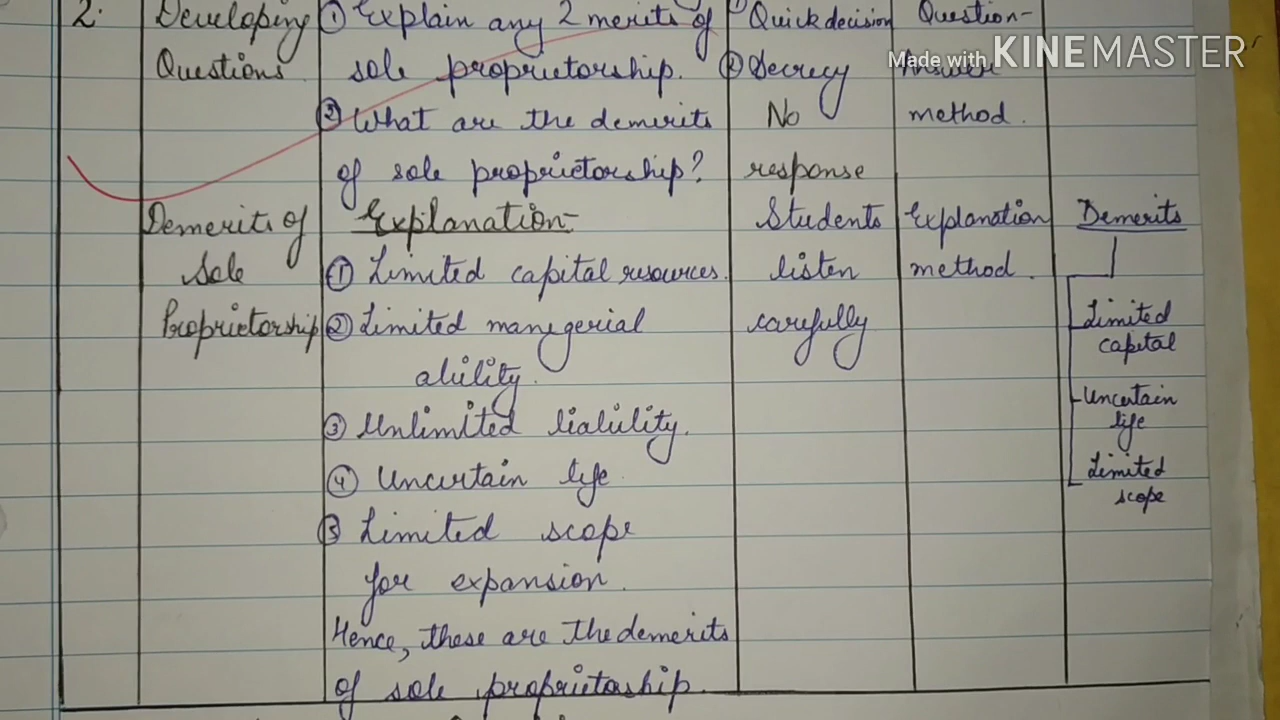 2. Developing ① Explain any 2 merits of ① Quick decision Question-
Questions sole proprietorship. ② Secrecy Answer
② What are the demerits No method.
of sole proprietorship? response
Demerits of Explanation- Students Explanation Demerits
Sole ① Limited capital resources. listen method.
Proprietorship ② Limited manegerial carefully Limited
capital
ability.
③ Unlimited liability. Uncertain
life
④ Uncertain life. Limited
scope
⑤ Limited scope
for expansion.
Hence, these are the demerits
of sole proprietorship.
Made with KINEMASTER